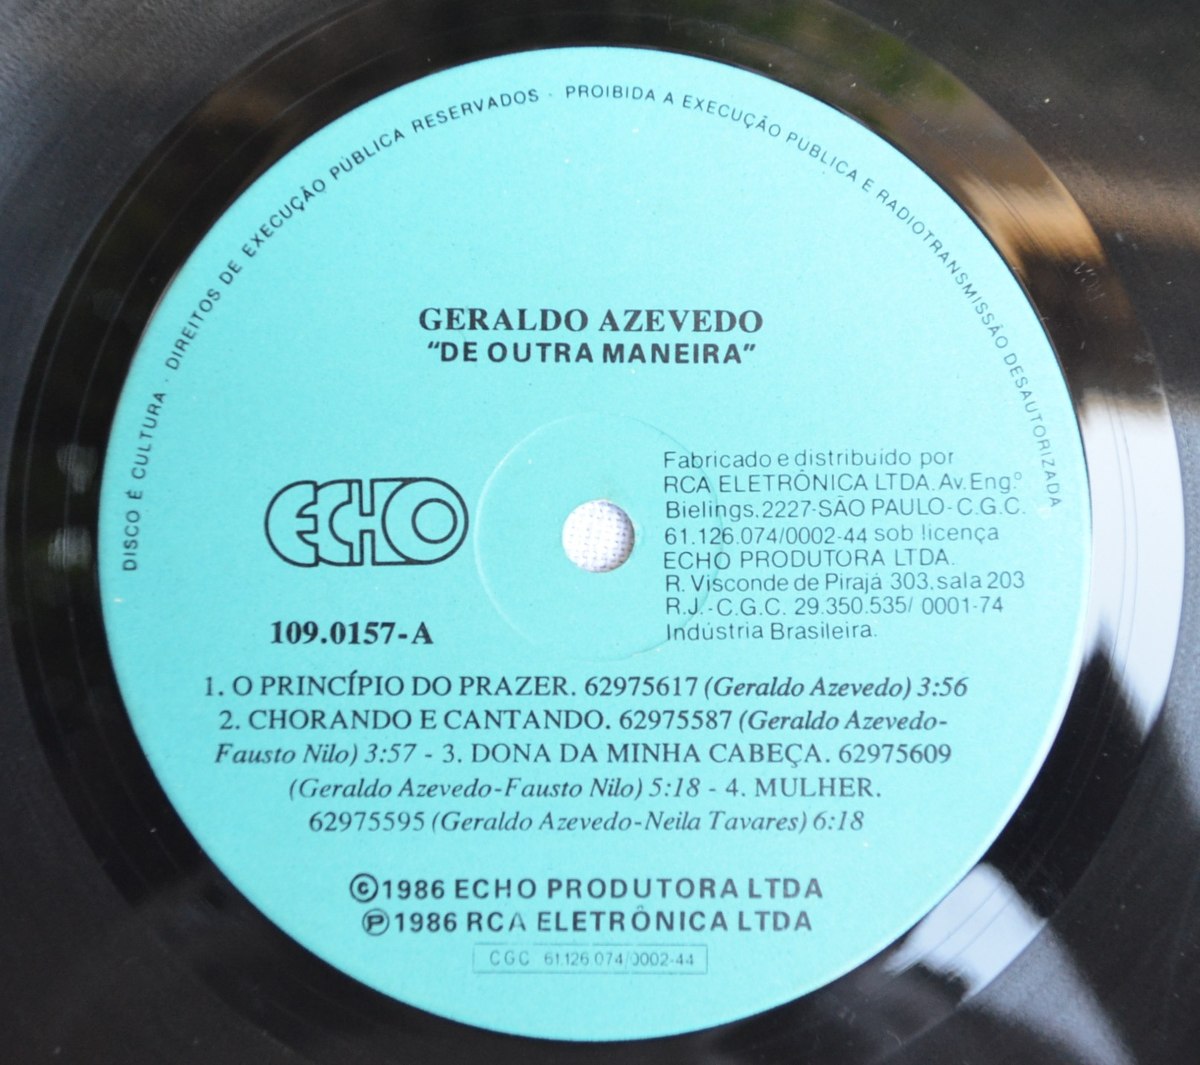 DISCO É CULTURA · DIREITOS DE EXECUÇÃO PÚBLICA RESERVADOS · PROIBIDA A EXECUÇÃO PÚBLICA E RADIOTRANSMISSÃO DESAUTORIZADA
GERALDO AZEVEDO
"DE OUTRA MANEIRA"
ECHO
109.0157-A
Fabricado e distribuído por
RCA ELETRÔNICA LTDA. Av. Eng.º
Bielings, 2227-SÃO PAULO-C.G.C.
61.126.074/0002-44 sob licença
ECHO PRODUTORA LTDA.
R. Visconde de Pirajá 303, sala 203
R.J.-C.G.C. 29.350.535/ 0001-74
Indústria Brasileira.
1. O PRINCÍPIO DO PRAZER. 62975617 (Geraldo Azevedo) 3:56
2. CHORANDO E CANTANDO. 62975587 (Geraldo Azevedo-
Fausto Nilo) 3:57 - 3. DONA DA MINHA CABEÇA. 62975609
(Geraldo Azevedo-Fausto Nilo) 5:18 - 4. MULHER.
62975595 (Geraldo Azevedo-Neila Tavares) 6:18
©1986 ECHO PRODUTORA LTDA
℗1986 RCA ELETRÔNICA LTDA
CGC 61.126.074/0002-44